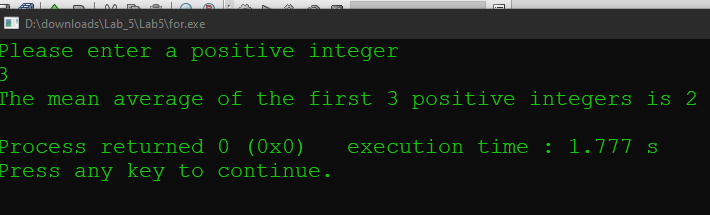 D:\downloads\Lab_5\Lab5\for.exe
Please enter a positive integer
3
The mean average of the first 3 positive integers is 2
Process returned 0 (0x0)   execution time : 1.777 s
Press any key to continue.